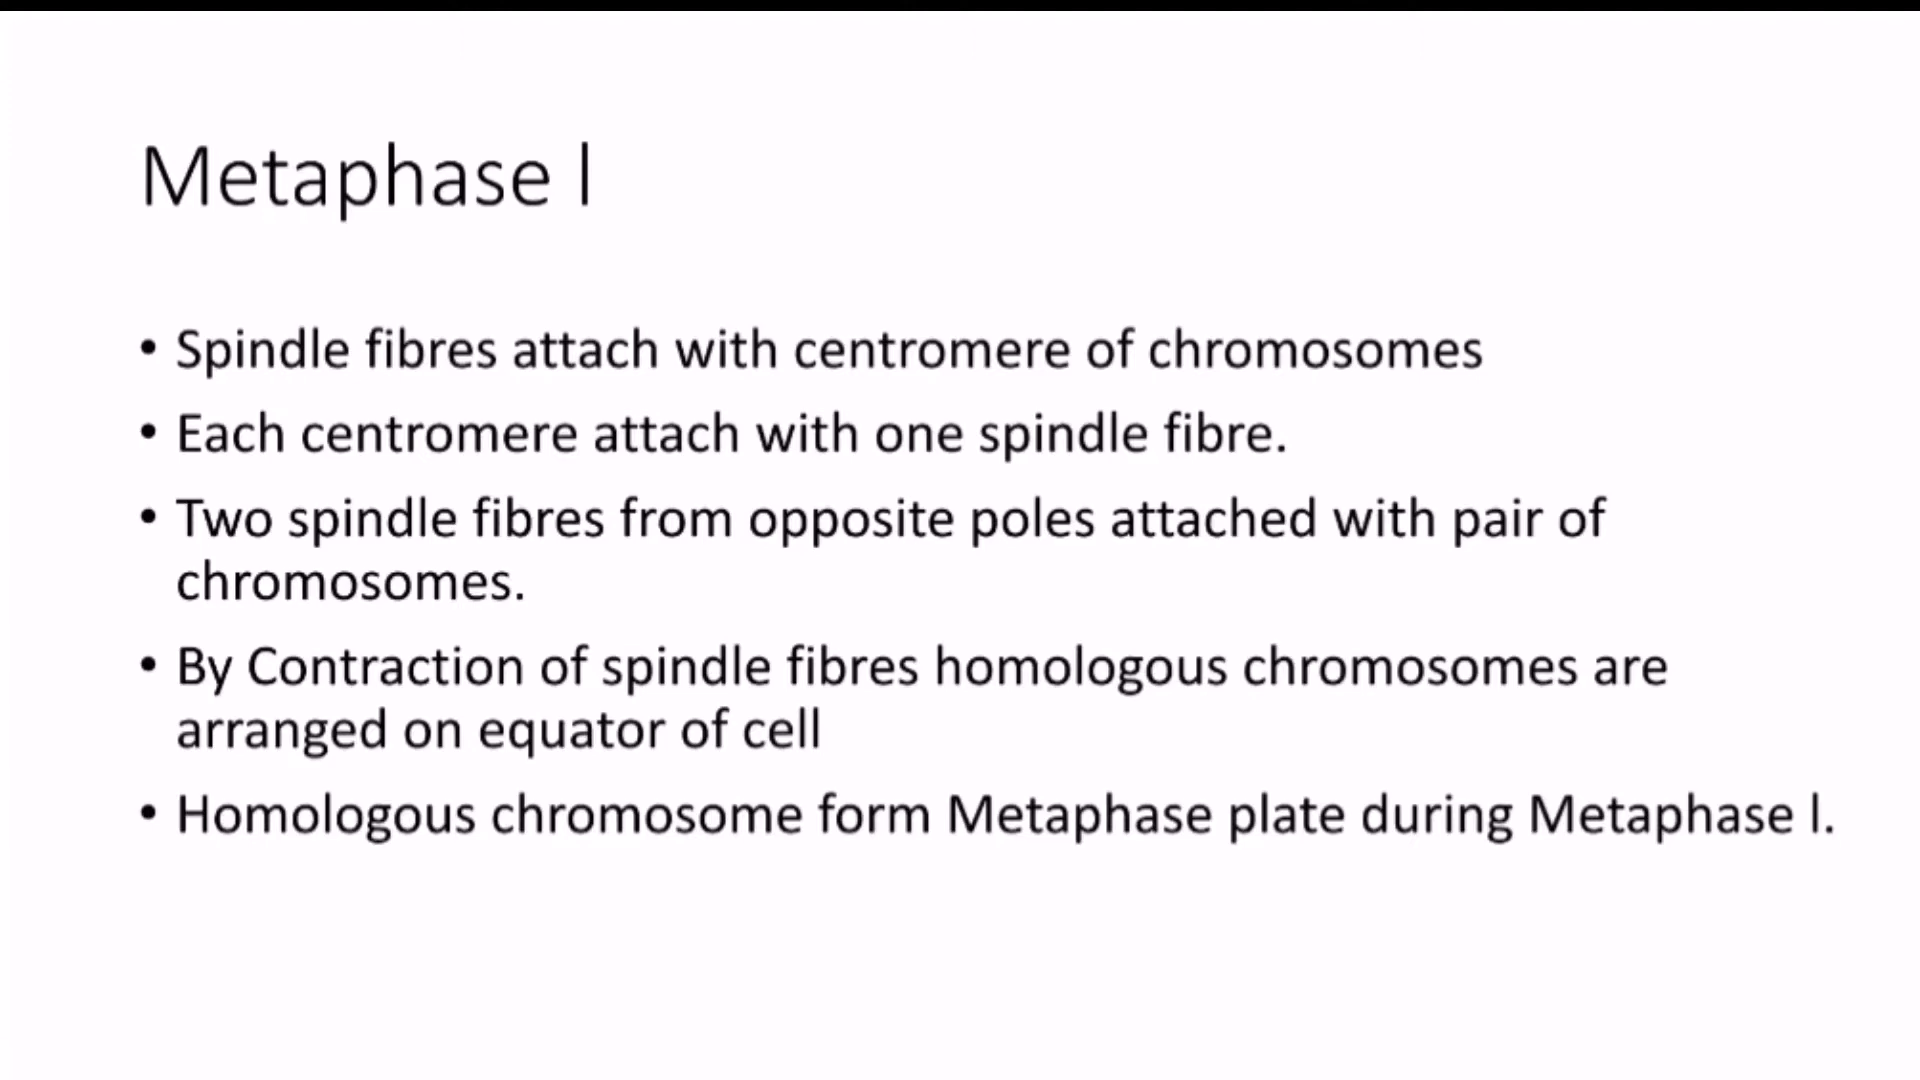 Metaphase l
• Spindle fibres attach with centromere of chromosomes
• Each centromere attach with one spindle fibre.
• Two spindle fibres from opposite poles attached with pair of
chromosomes.
• By Contraction of spindle fibres homologous chromosomes are
arranged on equator of cell
• Homologous chromosome form Metaphase plate during Metaphase l.